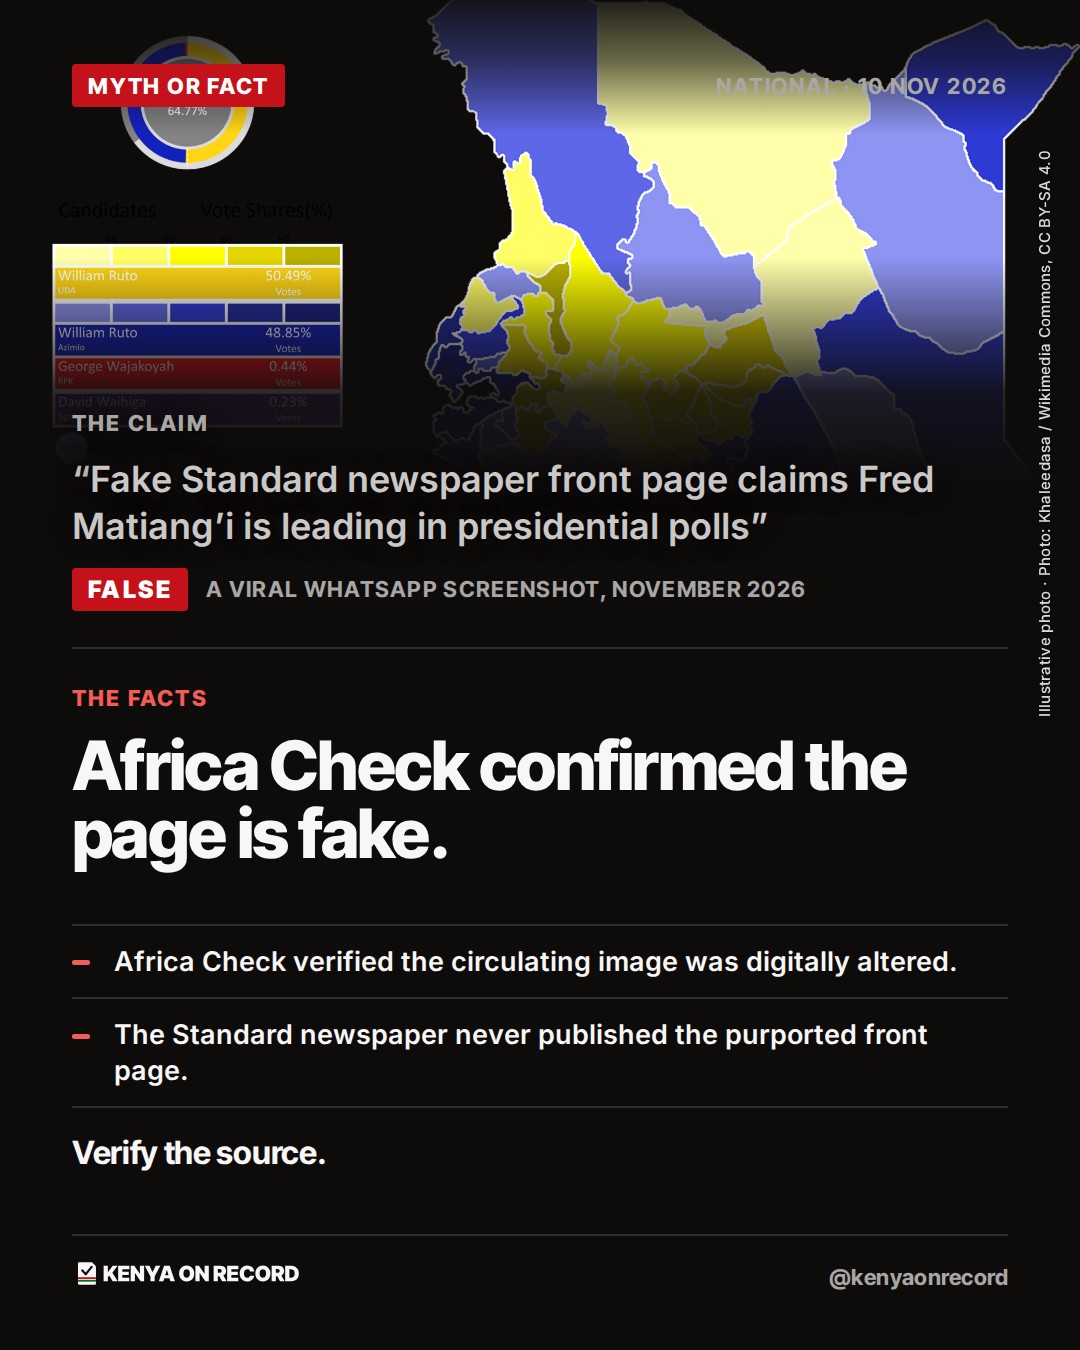 MYTH OR FACT
NATIONAL · 10 NOV 2026
64.77%
Candidates Vote Shares(%)
William Ruto 50.49%
UDA Votes
William Ruto 48.85%
Azimio Votes
George Wajakoyah 0.44%
RPK Votes
David Waihiga 0.23%
Votes
THE CLAIM
“Fake Standard newspaper front page claims Fred
Matiang’i is leading in presidential polls”
FALSE A VIRAL WHATSAPP SCREENSHOT, NOVEMBER 2026
Illustrative photo · Photo: Khaleedasa / Wikimedia Commons, CC BY-SA 4.0
THE FACTS
Africa Check confirmed the
page is fake.
Africa Check verified the circulating image was digitally altered.
The Standard newspaper never published the purported front
page.
Verify the source.
KENYA ON RECORD
@kenyaonrecord